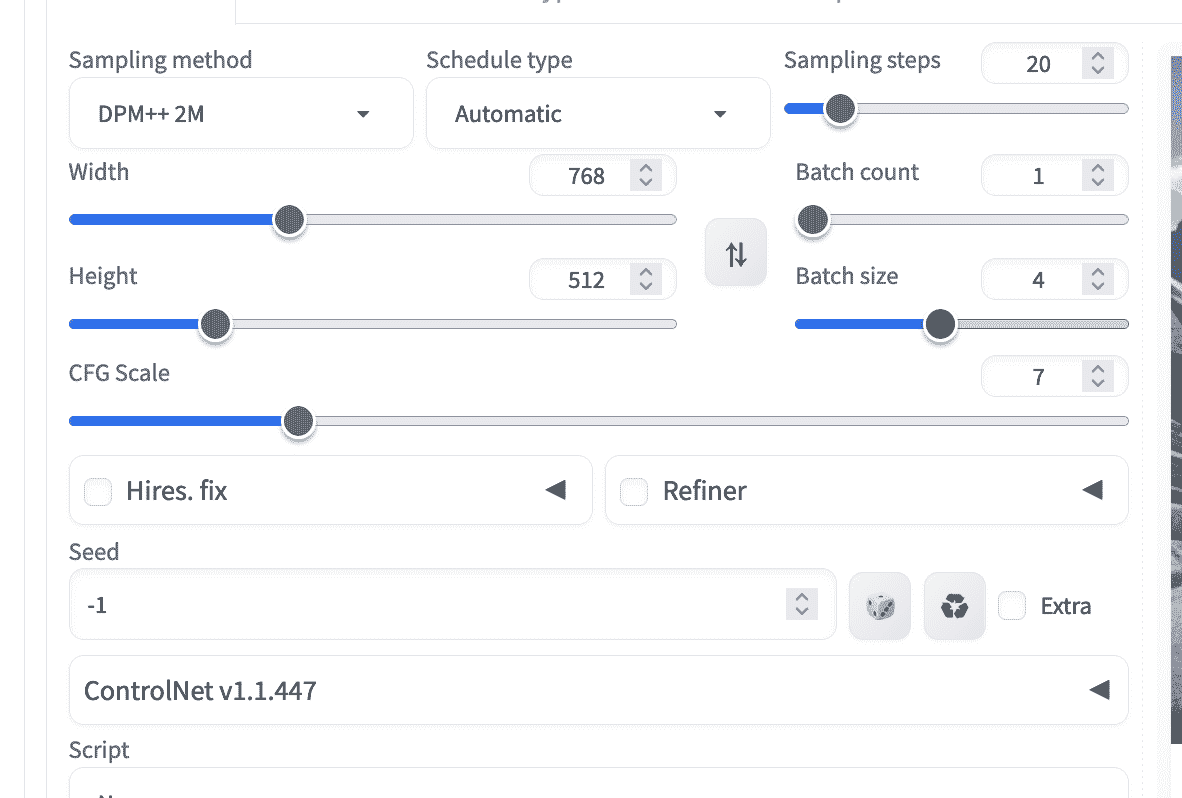 Sampling method
Schedule type
Sampling steps
20
DPM++ 2M
Automatic
Width
768
Batch count
1
Height
512
Batch size
4
CFG Scale
7
Hires. fix
Refiner
Seed
-1
Extra
ControlNet v1.1.447
Script